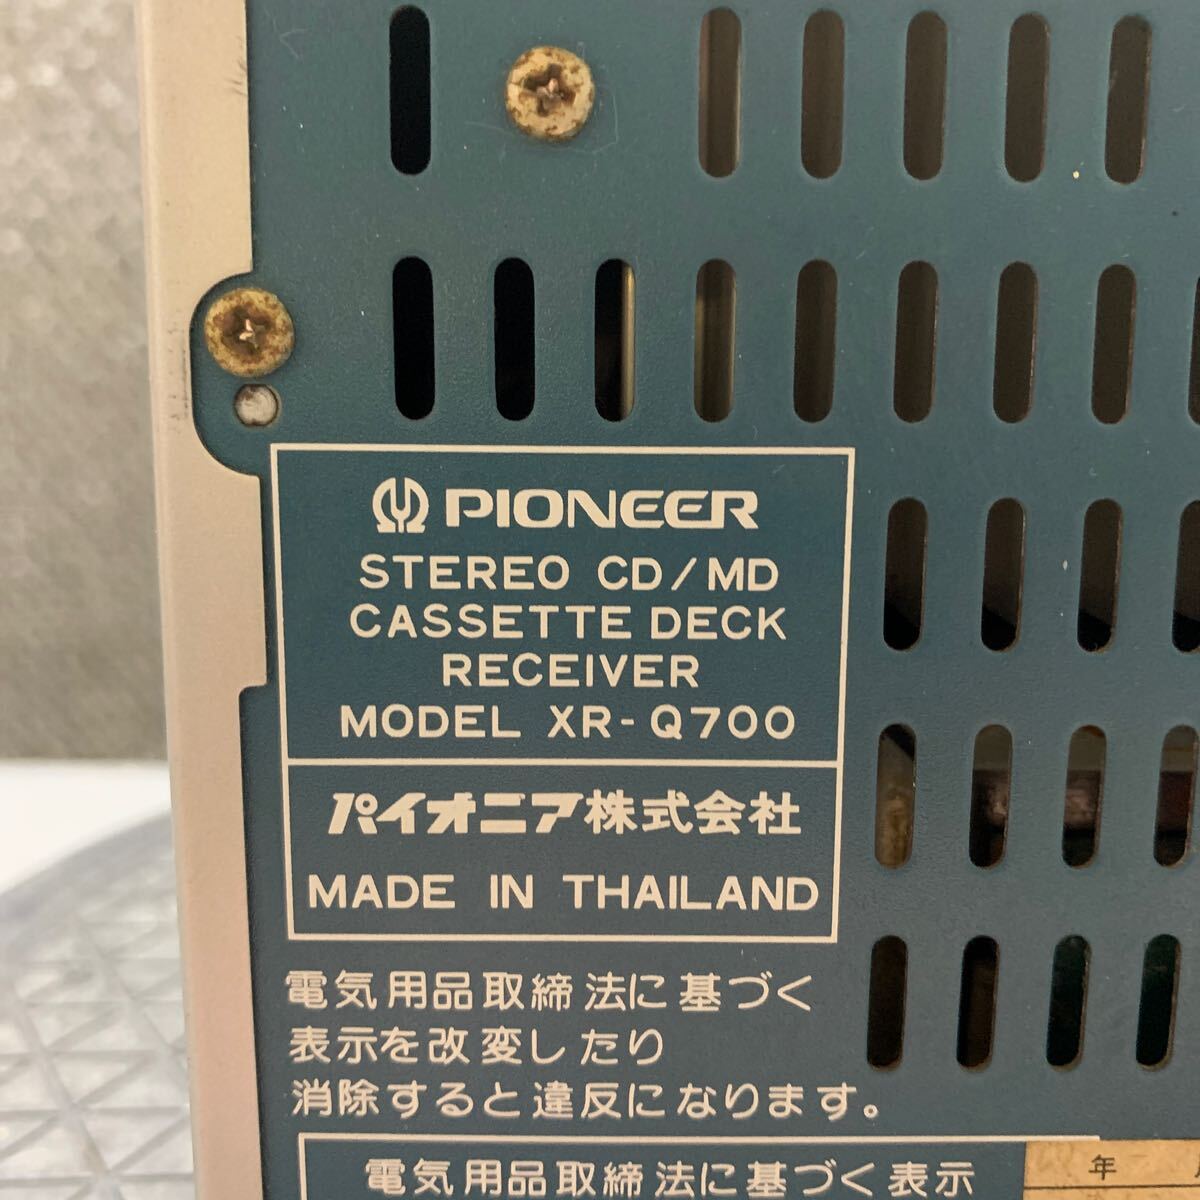 PIONEER
STEREO CD/MD
CASSETTE DECK
RECEIVER
MODEL XR-Q700
パイオニア株式会社
MADE IN THAILAND
電気用品取締法に基づく
表示を改変したり
消除すると違反になります。
電気用品取締法に基づく表示
年